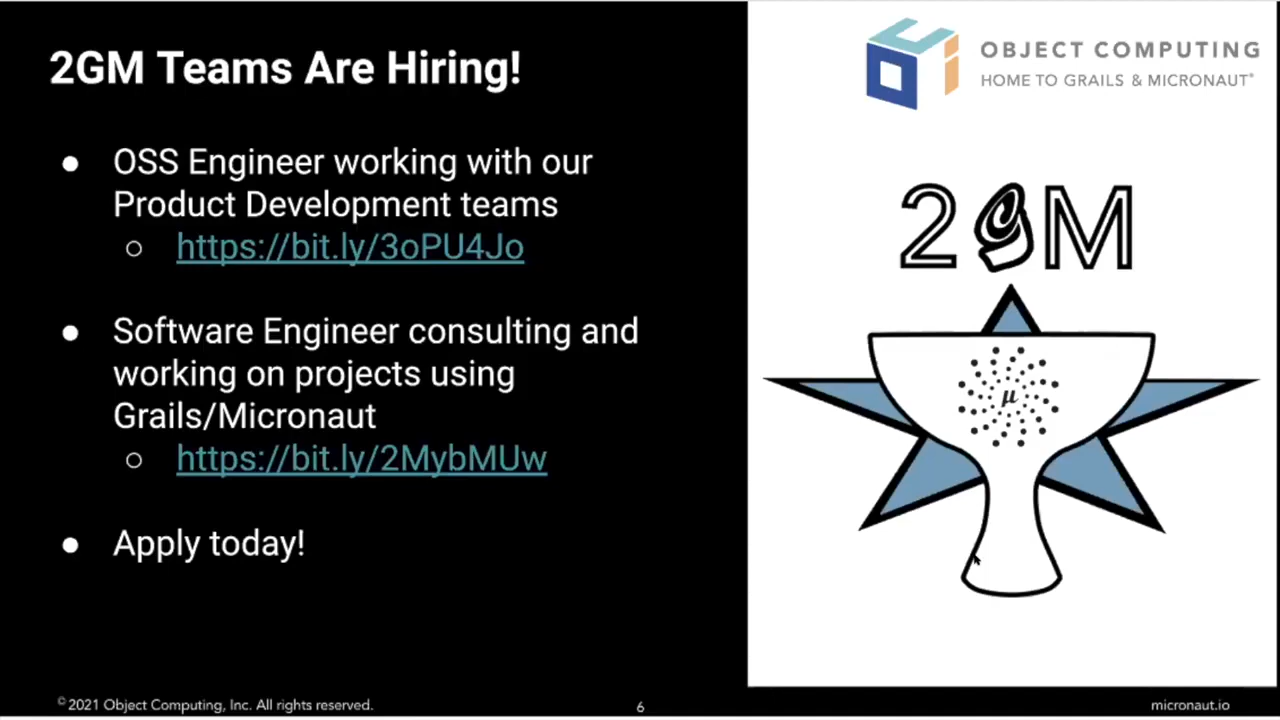 2GM Teams Are Hiring!
● OSS Engineer working with our
Product Development teams
○ https://bit.ly/3oPU4Jo
● Software Engineer consulting and
working on projects using
Grails/Micronaut
○ https://bit.ly/2MybMUw
● Apply today!
OBJECT COMPUTING
HOME TO GRAILS & MICRONAUT®
2GM
μ
© 2021 Object Computing, Inc. All rights reserved.
6
micronaut.io